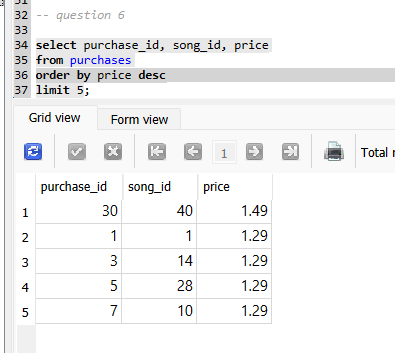 31
32 -- question 6
33
34 select purchase_id, song_id, price
35 from purchases
36 order by price desc
37 limit 5;
Grid view Form view
1 Total
purchase_id song_id price
1 30 40 1.49
2 1 1 1.29
3 3 14 1.29
4 5 28 1.29
5 7 10 1.29